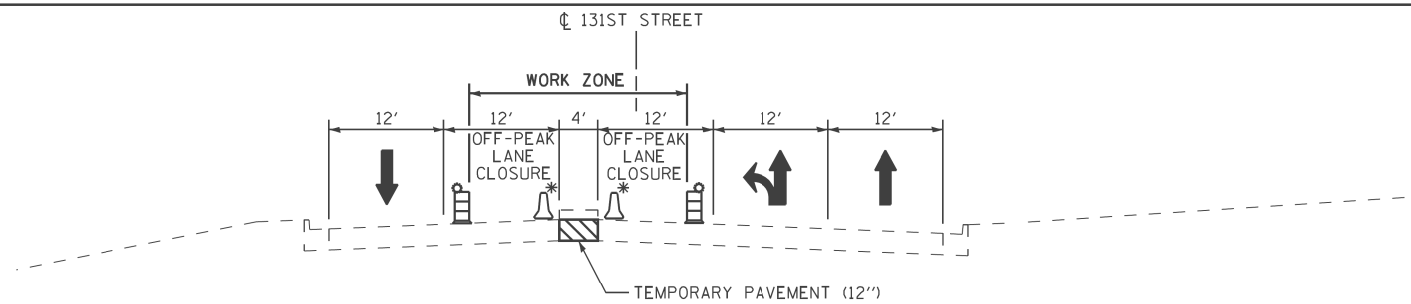 ℄ 131ST STREET
WORK ZONE
12' 12' 4' 12' 12' 12'
OFF-PEAK LANE CLOSURE
OFF-PEAK LANE CLOSURE
*
*
TEMPORARY PAVEMENT (12'')